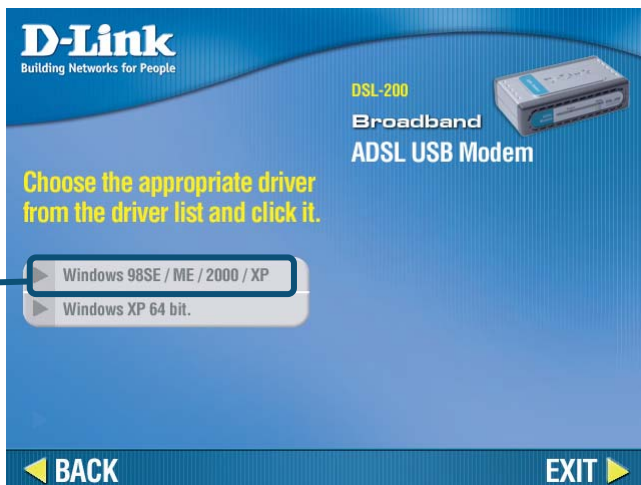 D-Link
Building Networks for People
DSL-200
Broadband
ADSL USB Modem
Choose the appropriate driver
from the driver list and click it.
Windows 98SE / ME / 2000 / XP
Windows XP 64 bit.
BACK
EXIT